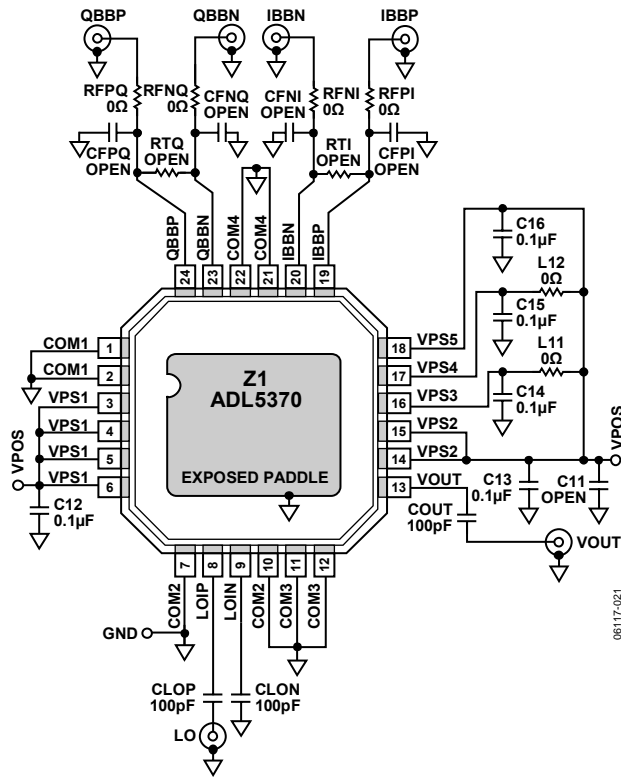 QBBP
QBBN
IBBN
IBBP
RFPQ
0Ω
RFNQ
0Ω
RFNI
0Ω
RFPI
0Ω
CFNQ
OPEN
CFNI
OPEN
CFPQ
OPEN
RTQ
OPEN
RTI
OPEN
CFPI
OPEN
QBBP
QBBN
COM4
COM4
IBBN
IBBP
24
23
22
21
20
19
C16
0.1µF
L12
0Ω
C15
0.1µF
L11
0Ω
C14
0.1µF
COM1
1
COM1
2
VPS1
3
VPS1
4
VPS1
5
VPS1
6
VPOS
C12
0.1µF
Z1
ADL5370
EXPOSED PADDLE
18
VPS5
17
VPS4
16
VPS3
15
VPS2
14
VPS2
13
VOUT
VPOS
C13
0.1µF
C11
OPEN
COUT
100pF
VOUT
7
8
9
10
11
12
COM2
LOIP
LOIN
COM2
COM3
COM3
GND
CLOP
100pF
CLON
100pF
LO
06117-021